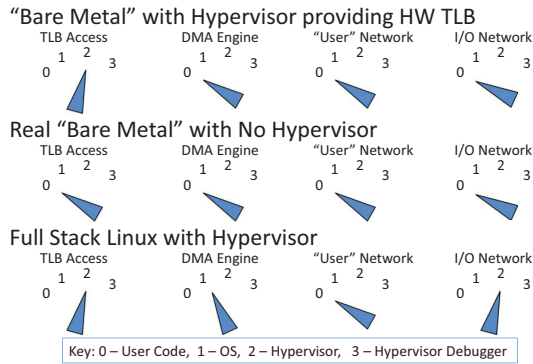 “Bare Metal” with Hypervisor providing HW TLB
TLB Access DMA Engine “User” Network I/O Network
0 1 2 3 0 1 2 3 0 1 2 3 0 1 2 3
Real “Bare Metal” with No Hypervisor
TLB Access DMA Engine “User” Network I/O Network
0 1 2 3 0 1 2 3 0 1 2 3 0 1 2 3
Full Stack Linux with Hypervisor
TLB Access DMA Engine “User” Network I/O Network
0 1 2 3 0 1 2 3 0 1 2 3 0 1 2 3
Key: 0 – User Code, 1 – OS, 2 – Hypervisor, 3 – Hypervisor Debugger